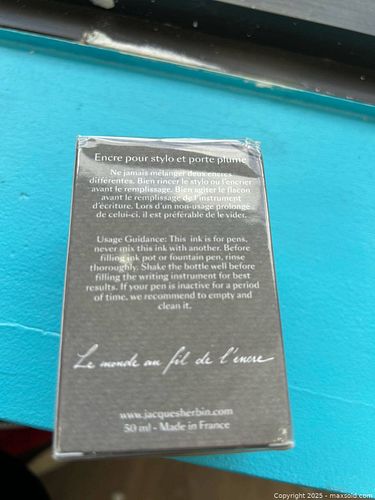 Encre pour stylo et porte plume
Ne jamais mélanger deux encres
différentes. Bien rincer le stylo ou l'encrier
avant le remplissage. Bien agiter le flacon
avant le remplissage de l'instrument
d'écriture. Lors d'un non-usage prolongé
de celui-ci, il est préférable de le vider.
Usage Guidance: This ink is for pens,
never mix this ink with another. Before
filling ink pot or fountain pen, rinse
thoroughly. Shake the bottle well before
filling the writing instrument for best
results. If your pen is inactive for a period
of time, we recommend to empty and
clean it.
Le monde au fil de l'encre
www.jacquesherbin.com
50 ml - Made in France
Copyright 2025 - maxsold.com